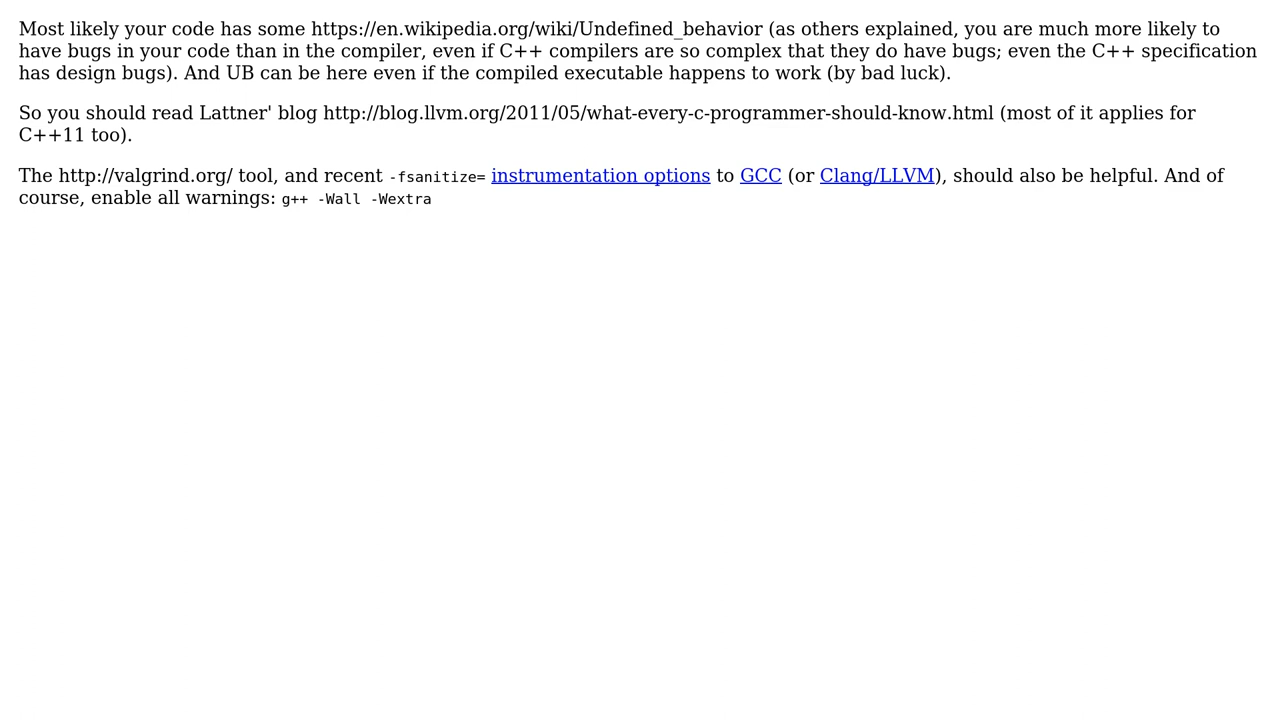 Most likely your code has some https://en.wikipedia.org/wiki/Undefined_behavior (as others explained, you are much more likely to
have bugs in your code than in the compiler, even if C++ compilers are so complex that they do have bugs; even the C++ specification
has design bugs). And UB can be here even if the compiled executable happens to work (by bad luck).
So you should read Lattner' blog http://blog.llvm.org/2011/05/what-every-c-programmer-should-know.html (most of it applies for
C++11 too).
The http://valgrind.org/ tool, and recent -fsanitize= instrumentation options to GCC (or Clang/LLVM), should also be helpful. And of
course, enable all warnings: g++ -Wall -Wextra